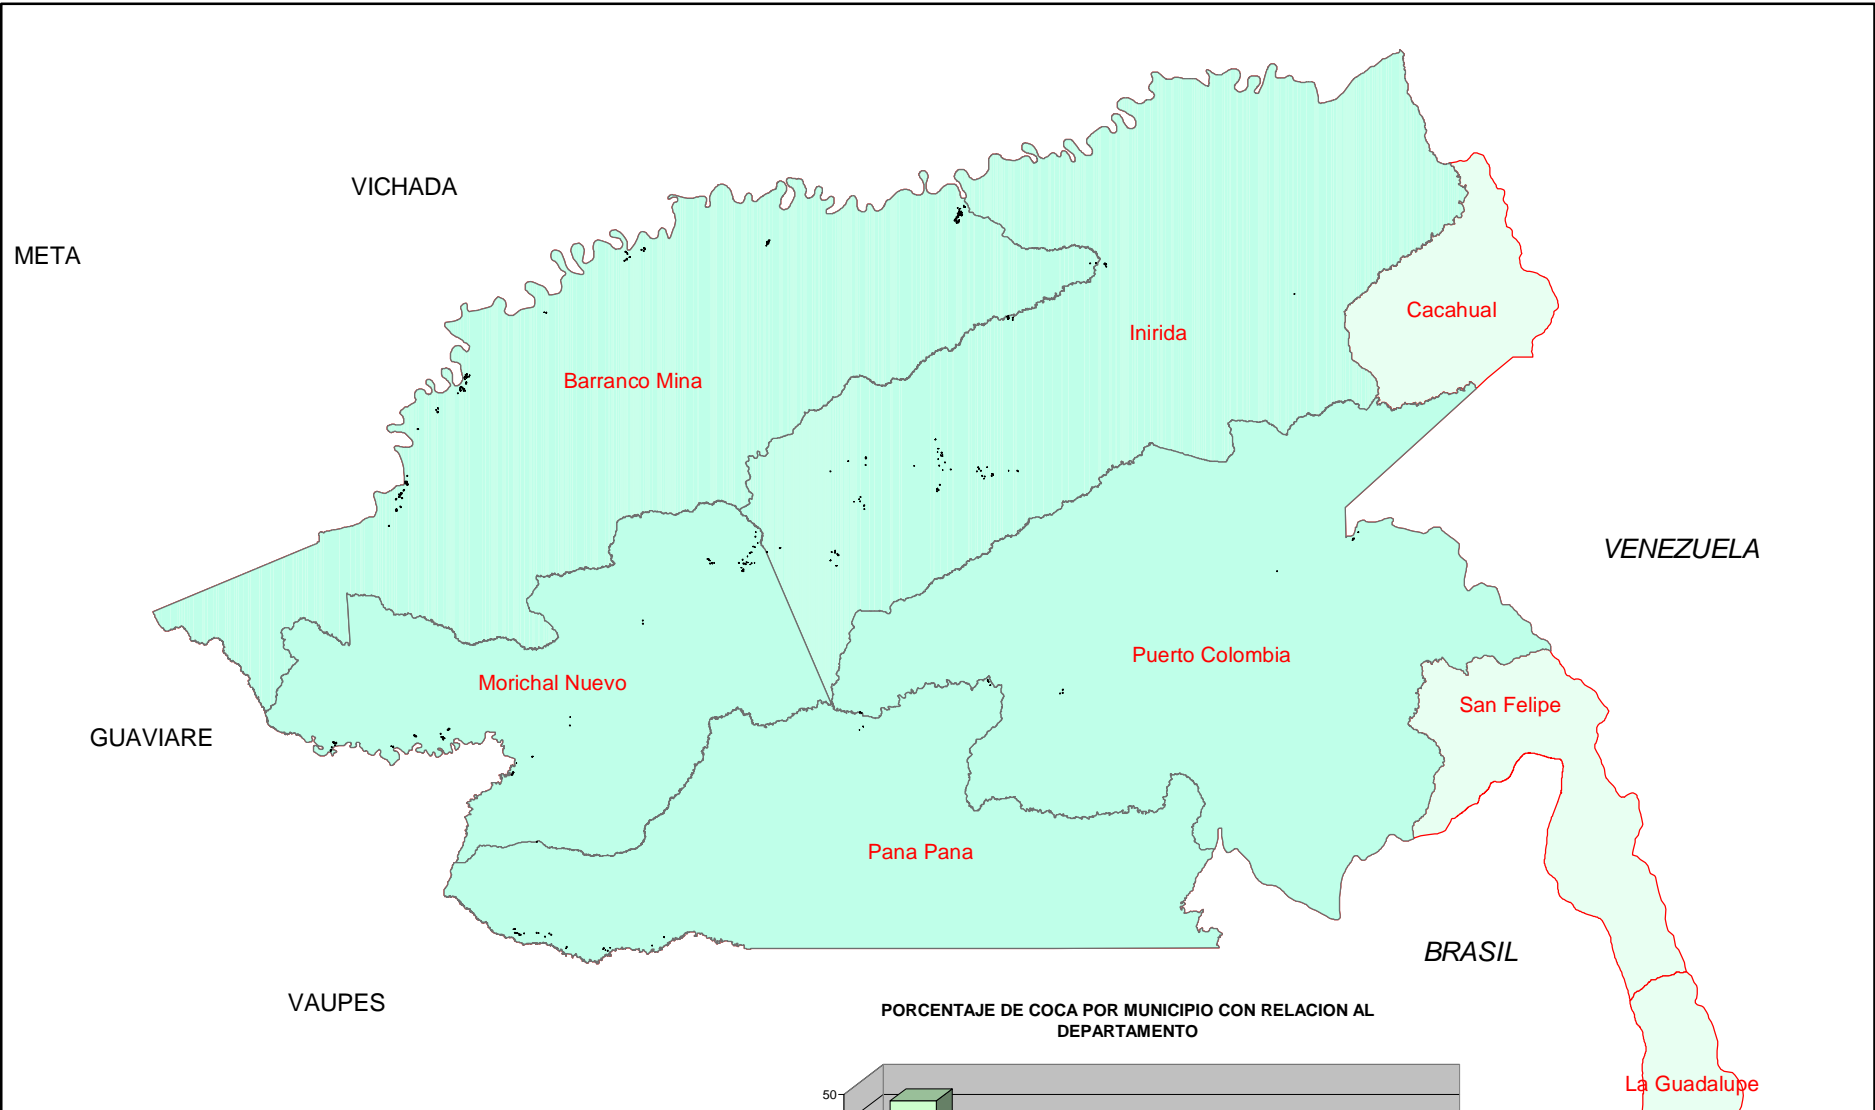 VICHADA
META
Cacahual
Inirida
Barranco Mina
VENEZUELA
Puerto Colombia
Morichal Nuevo
San Felipe
GUAVIARE
Pana Pana
BRASIL
VAUPES
PORCENTAJE DE COCA POR MUNICIPIO CON RELACION AL
DEPARTAMENTO
La Guadalupe
50